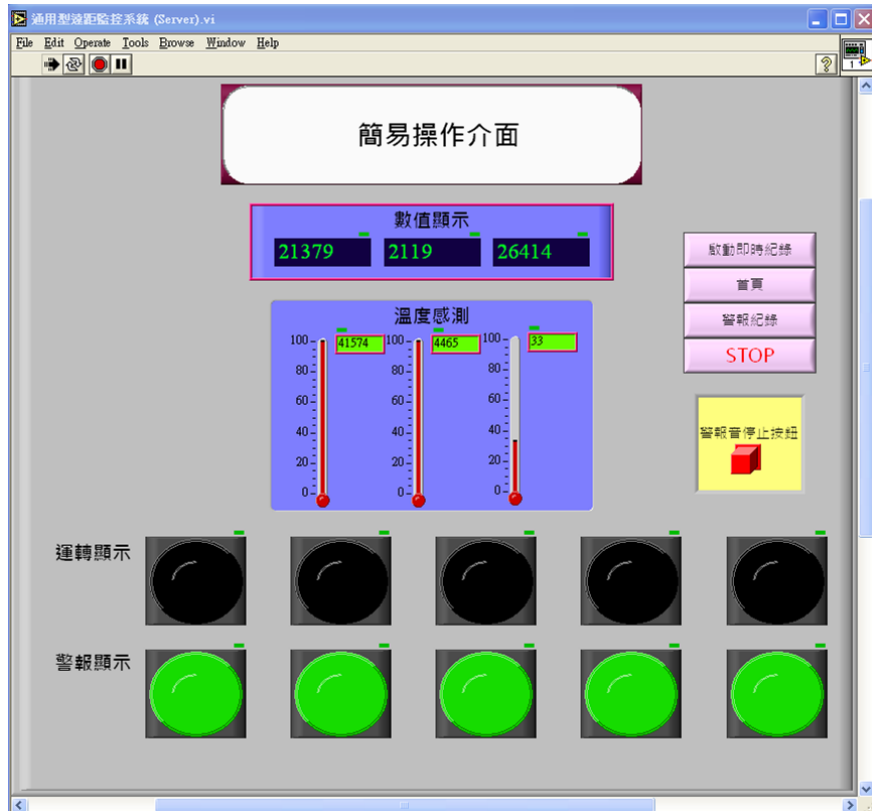 通用型遠距監控系統 (Server).vi
File Edit Operate Tools Browse Window Help
1
簡易操作介面
數值顯示
21379 2119 26414
啟動即時紀錄
首頁
警報紀錄
STOP
溫度感測
41574 4465 33
100 100 100
80 80 80
60 60 60
40 40 40
20 20 20
0 0 0
警報音停止按鈕
運轉顯示
警報顯示